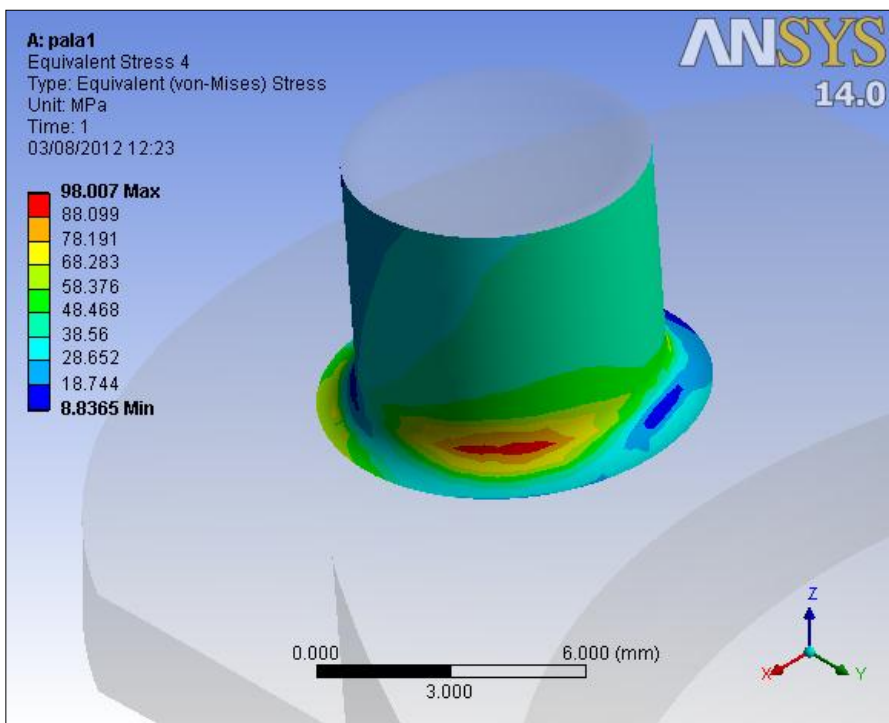 A: pala1
Equivalent Stress 4
Type: Equivalent (von-Mises) Stress
Unit: MPa
Time: 1
03/08/2012 12:23
98.007 Max
88.099
78.191
68.283
58.376
48.468
38.56
28.652
18.744
8.8365 Min
ANSYS
14.0
0.000
6.000 (mm)
3.000
Z
X
Y